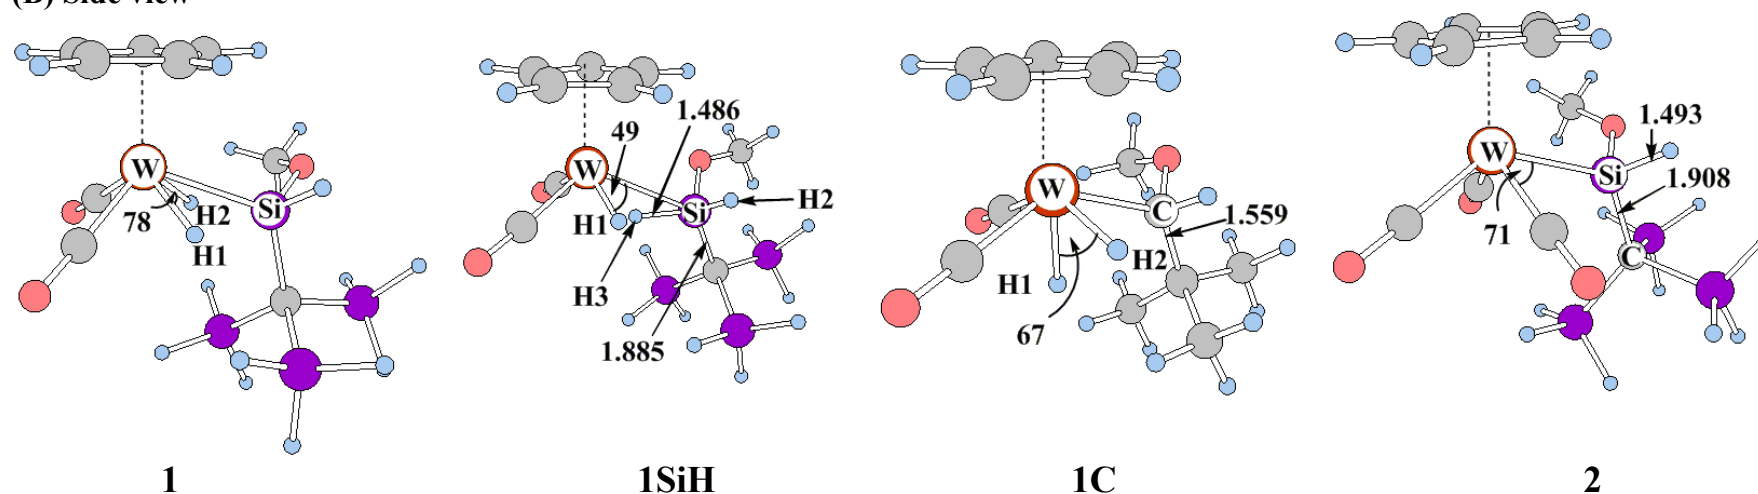 (B) Side view
W
Si
78
H2
H1
1
1.486
49
W
Si
H2
H1
H3
1.885
1SiH
W
C
1.559
H2
H1
67
1C
1.493
W
Si
1.908
71
C
2